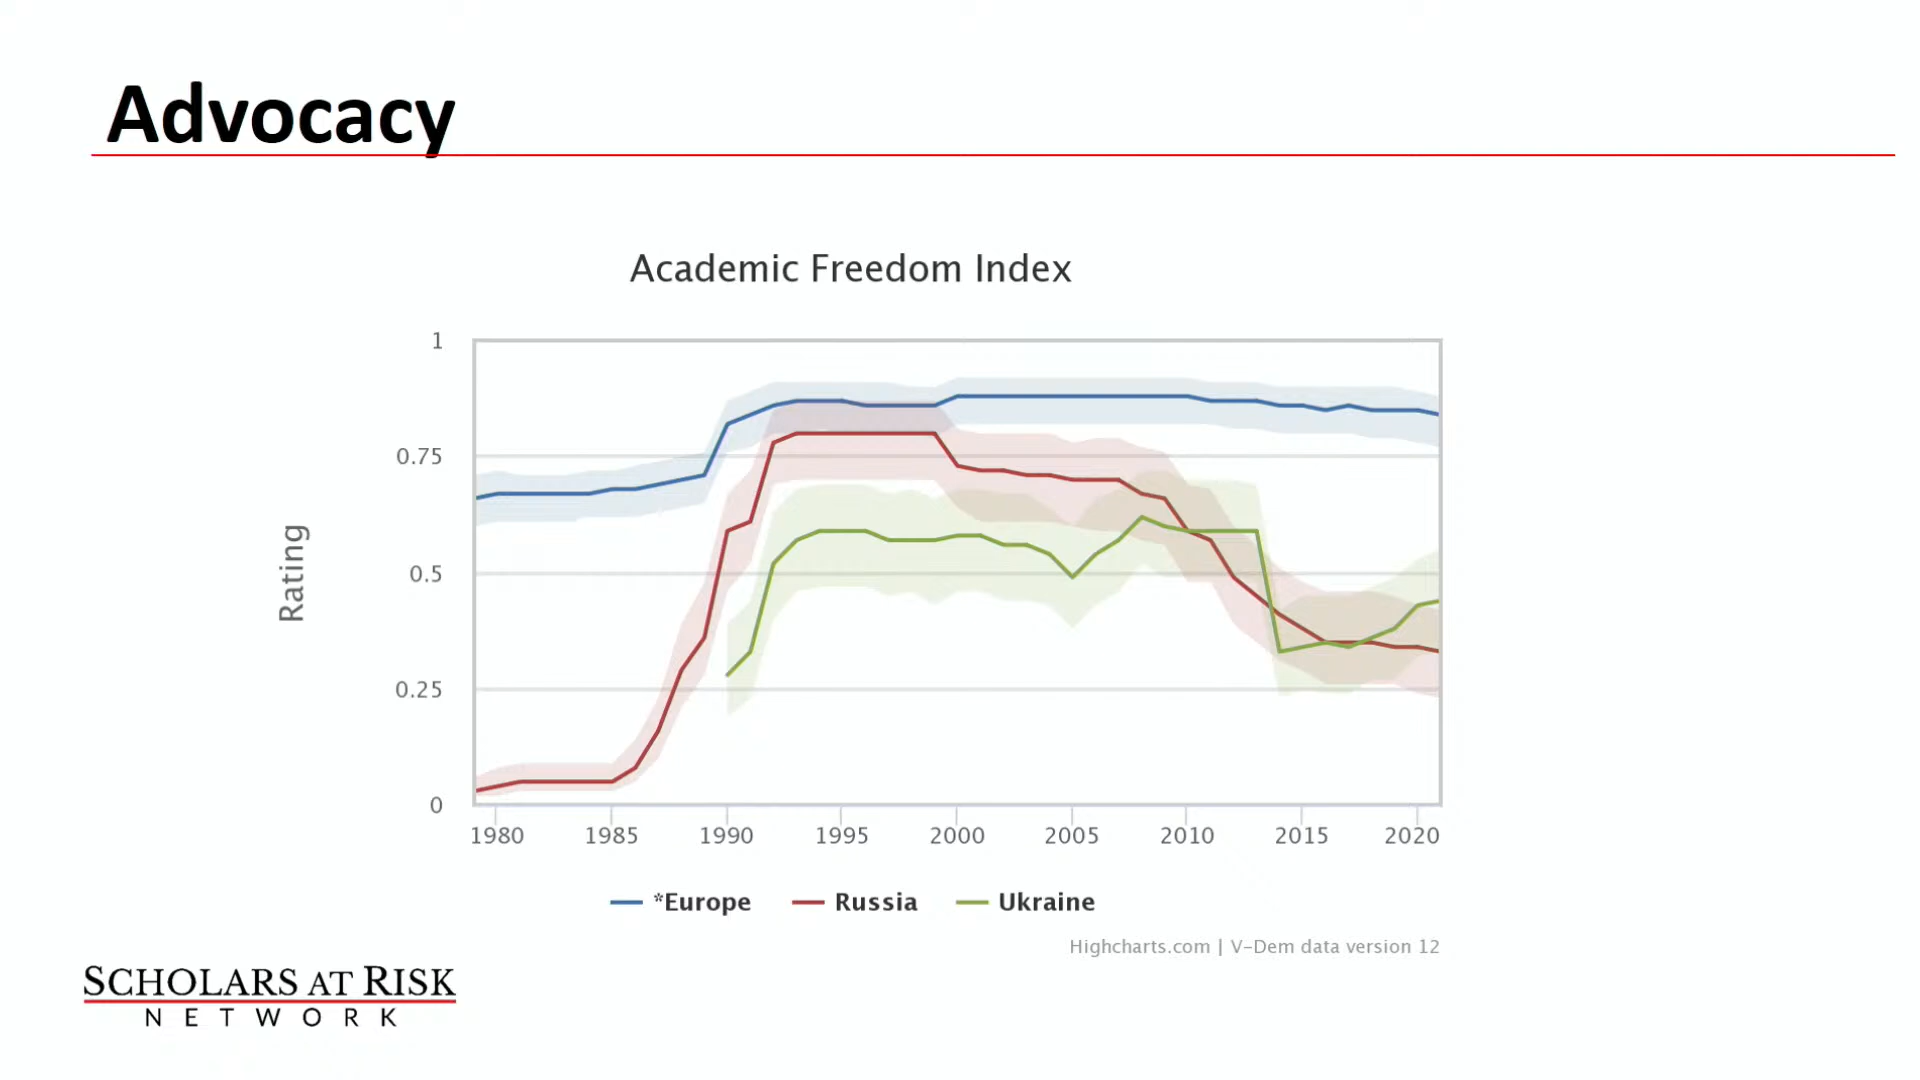 Advocacy
Academic Freedom Index
Rating
1
0.75
0.5
0.25
0
1980 1985 1990 1995 2000 2005 2010 2015 2020
*Europe Russia Ukraine
Highcharts.com | V-Dem data version 12
SCHOLARS AT RISK
NETWORK